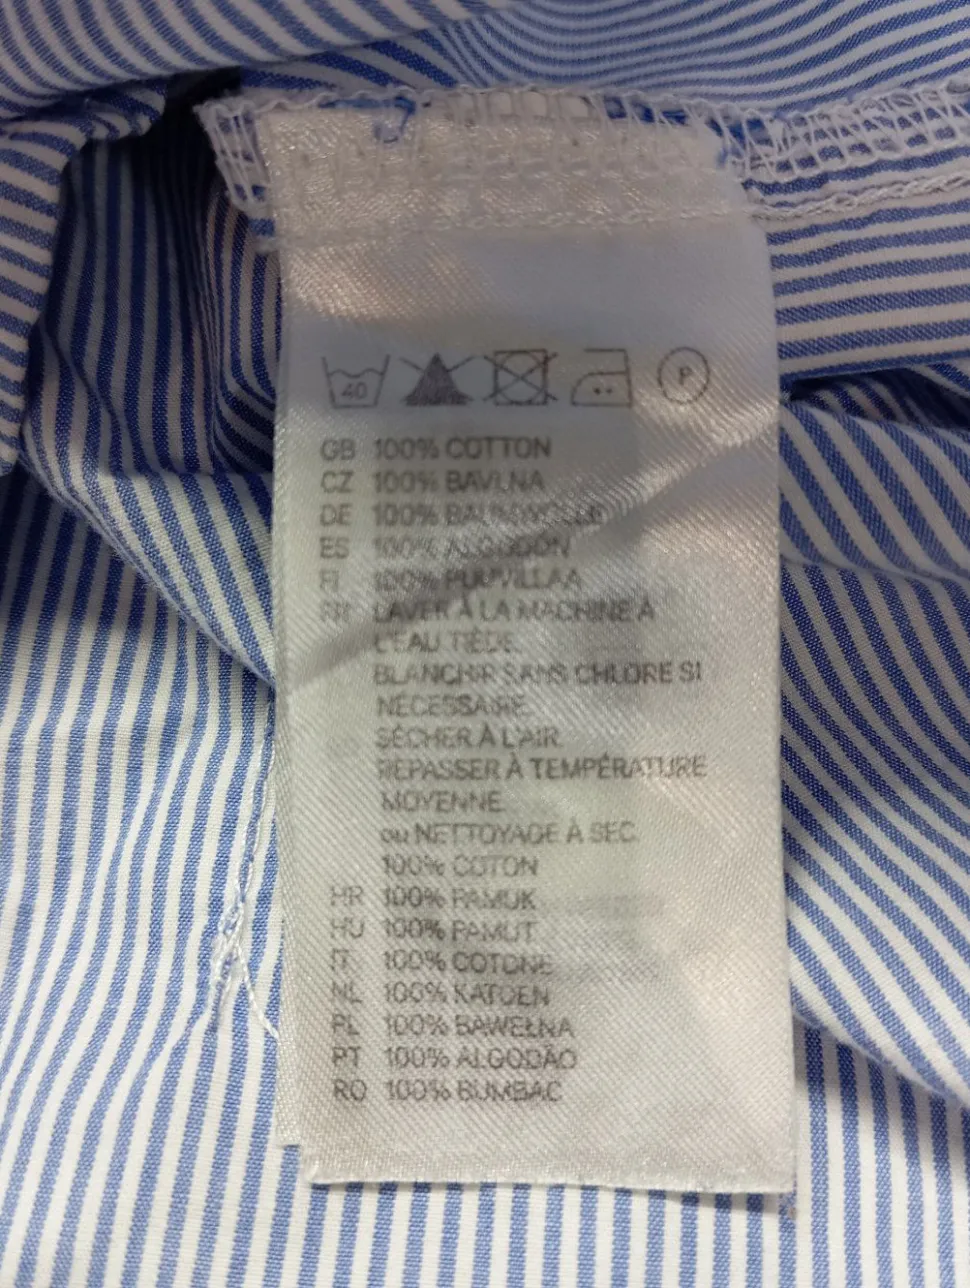 40 P
GB 100% COTTON
CZ 100% BAVLNA
DE 100% BAUMWOLLE
ES 100% ALGODÓN
FI 100% PUUVILLAA
FR LAVER À LA MACHINE À
L'EAU TIÈDE.
BLANCHIR SANS CHLORE SI
NÉCESSAIRE.
SÉCHER À L'AIR.
REPASSER À TEMPÉRATURE
MOYENNE.
ou NETTOYAGE À SEC.
100% COTON
HR 100% PAMUK
HU 100% PAMUT
IT 100% COTONE
NL 100% KATOEN
PL 100% BAWEŁNA
PT 100% ALGODÃO
RO 100% BUMBAC